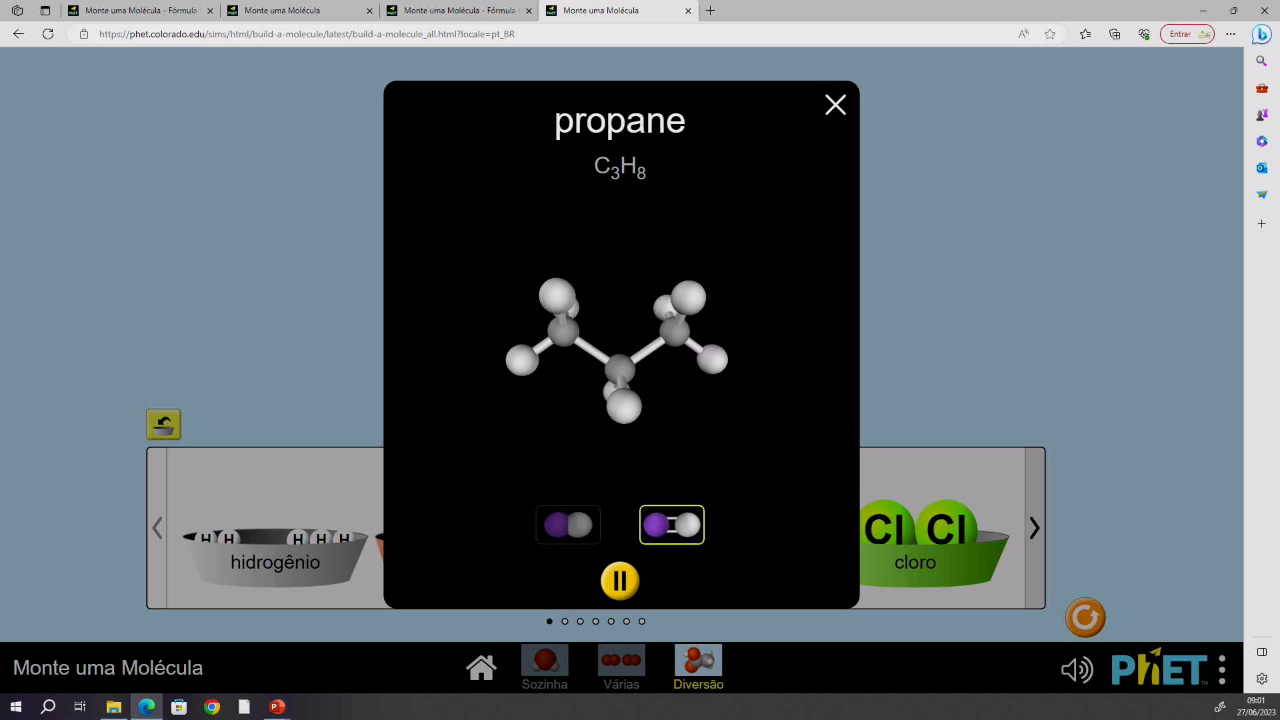 Monte uma Molécula
Monte uma Molécula
Monte uma Molécula - Fórmula
Monte uma Molécula
https://phet.colorado.edu/sims/html/build-a-molecule/latest/build-a-molecule_all.html?locale=pt_BR
Entrar
propane
C₃H₈
H H H H H
hidrogênio
Cl Cl
cloro
Monte uma Molécula
Sozinha
Várias
Diversão
PhET
09:01
27/06/2023